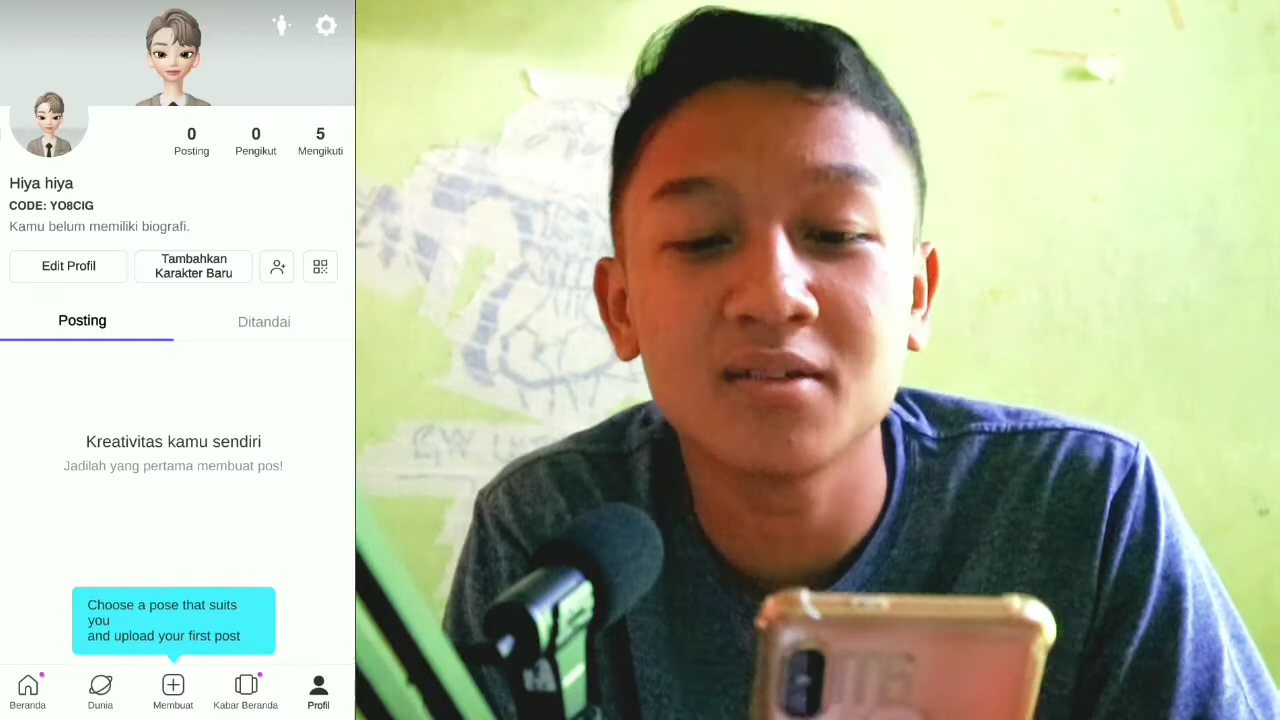 0
0
5
Posting
Pengikut
Mengikuti
Hiya hiya
CODE: YO8CIG
Kamu belum memiliki biografi.
Edit Profil
Tambahkan
Karakter Baru
Posting
Ditandai
Kreativitas kamu sendiri
Jadilah yang pertama membuat pos!
Choose a pose that suits
you
and upload your first post
Beranda
Dunia
Membuat
Kabar Beranda
Profil